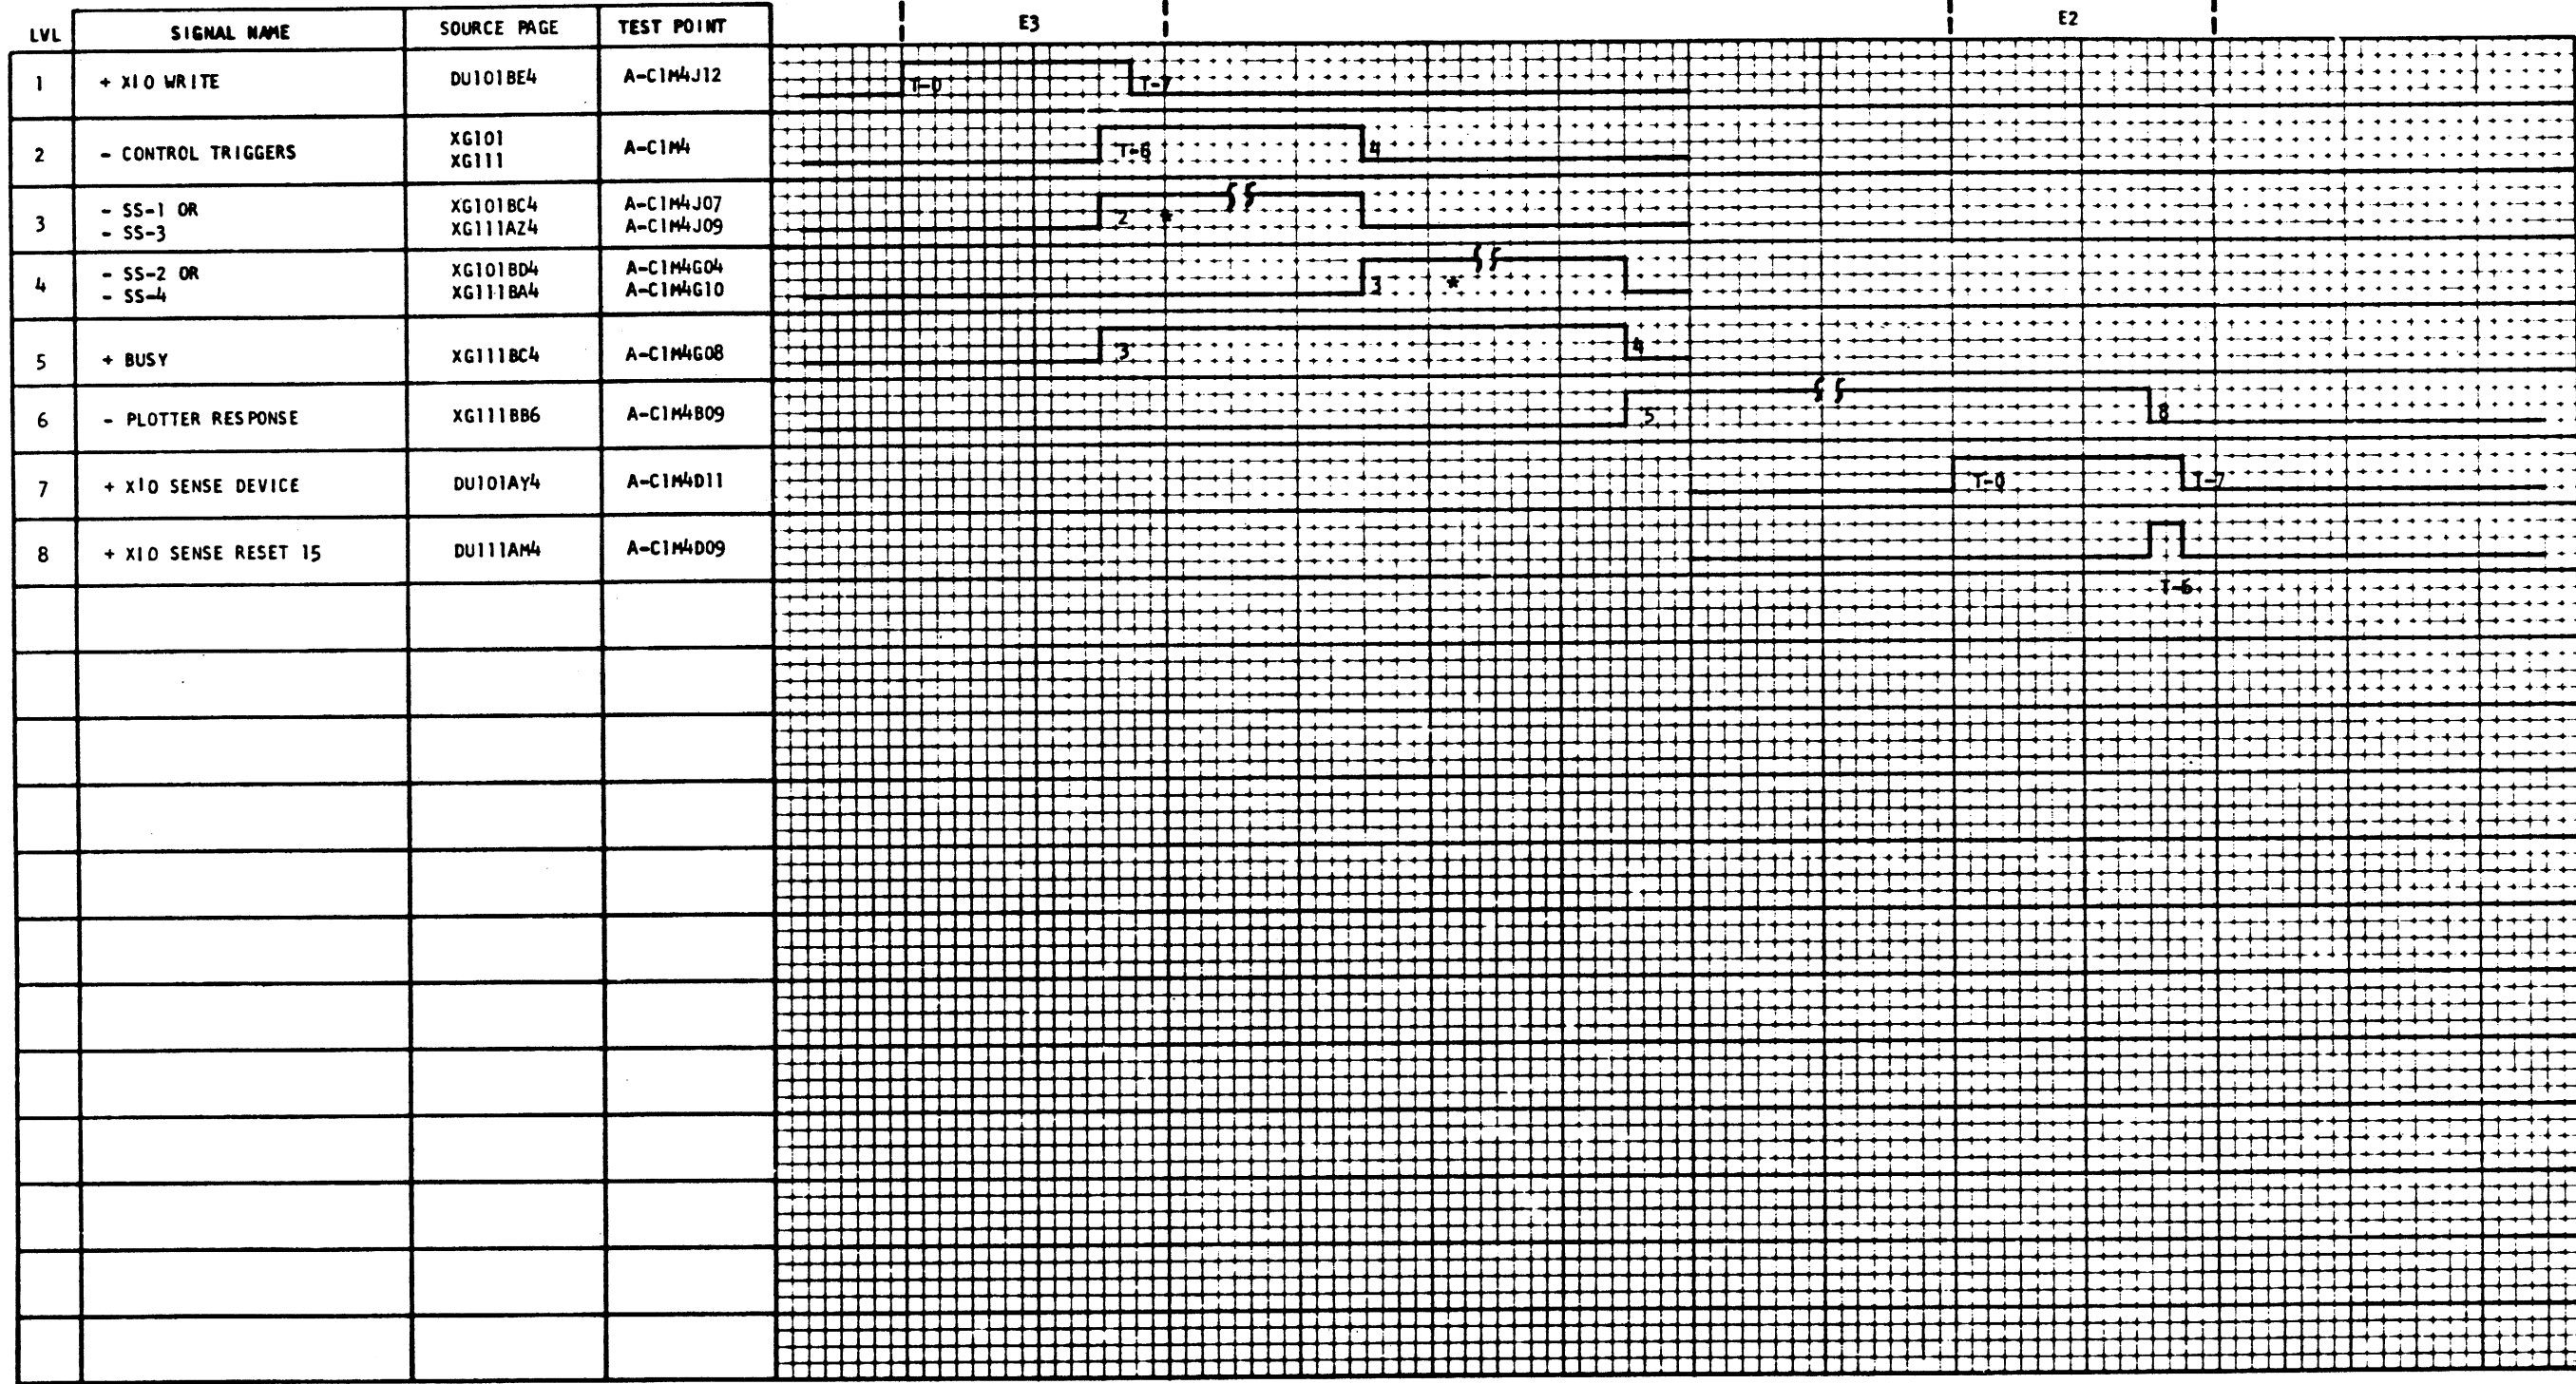 E3 E2
LVL SIGNAL NAME SOURCE PAGE TEST POINT
1 + XIO WRITE DU101BE4 A-C1M4J12 T-0 T-7
2 - CONTROL TRIGGERS XG101 XG111 A-C1M4 T-6 4
3 - SS-1 OR XG101BC4 A-C1M4J07
- SS-3 XG111AZ4 A-C1M4J09 2 *
4 - SS-2 OR XG101BD4 A-C1M4G04
- SS-4 XG111BA4 A-C1M4G10 3 *
5 + BUSY XG111BC4 A-C1M4G08 3 4
6 - PLOTTER RESPONSE XG111BB6 A-C1M4B09 5 8
7 + XIO SENSE DEVICE DU101AY4 A-C1M4D11 T-0 T-7
8 + XIO SENSE RESET 15 DU111AM4 A-C1M4D09
T-6